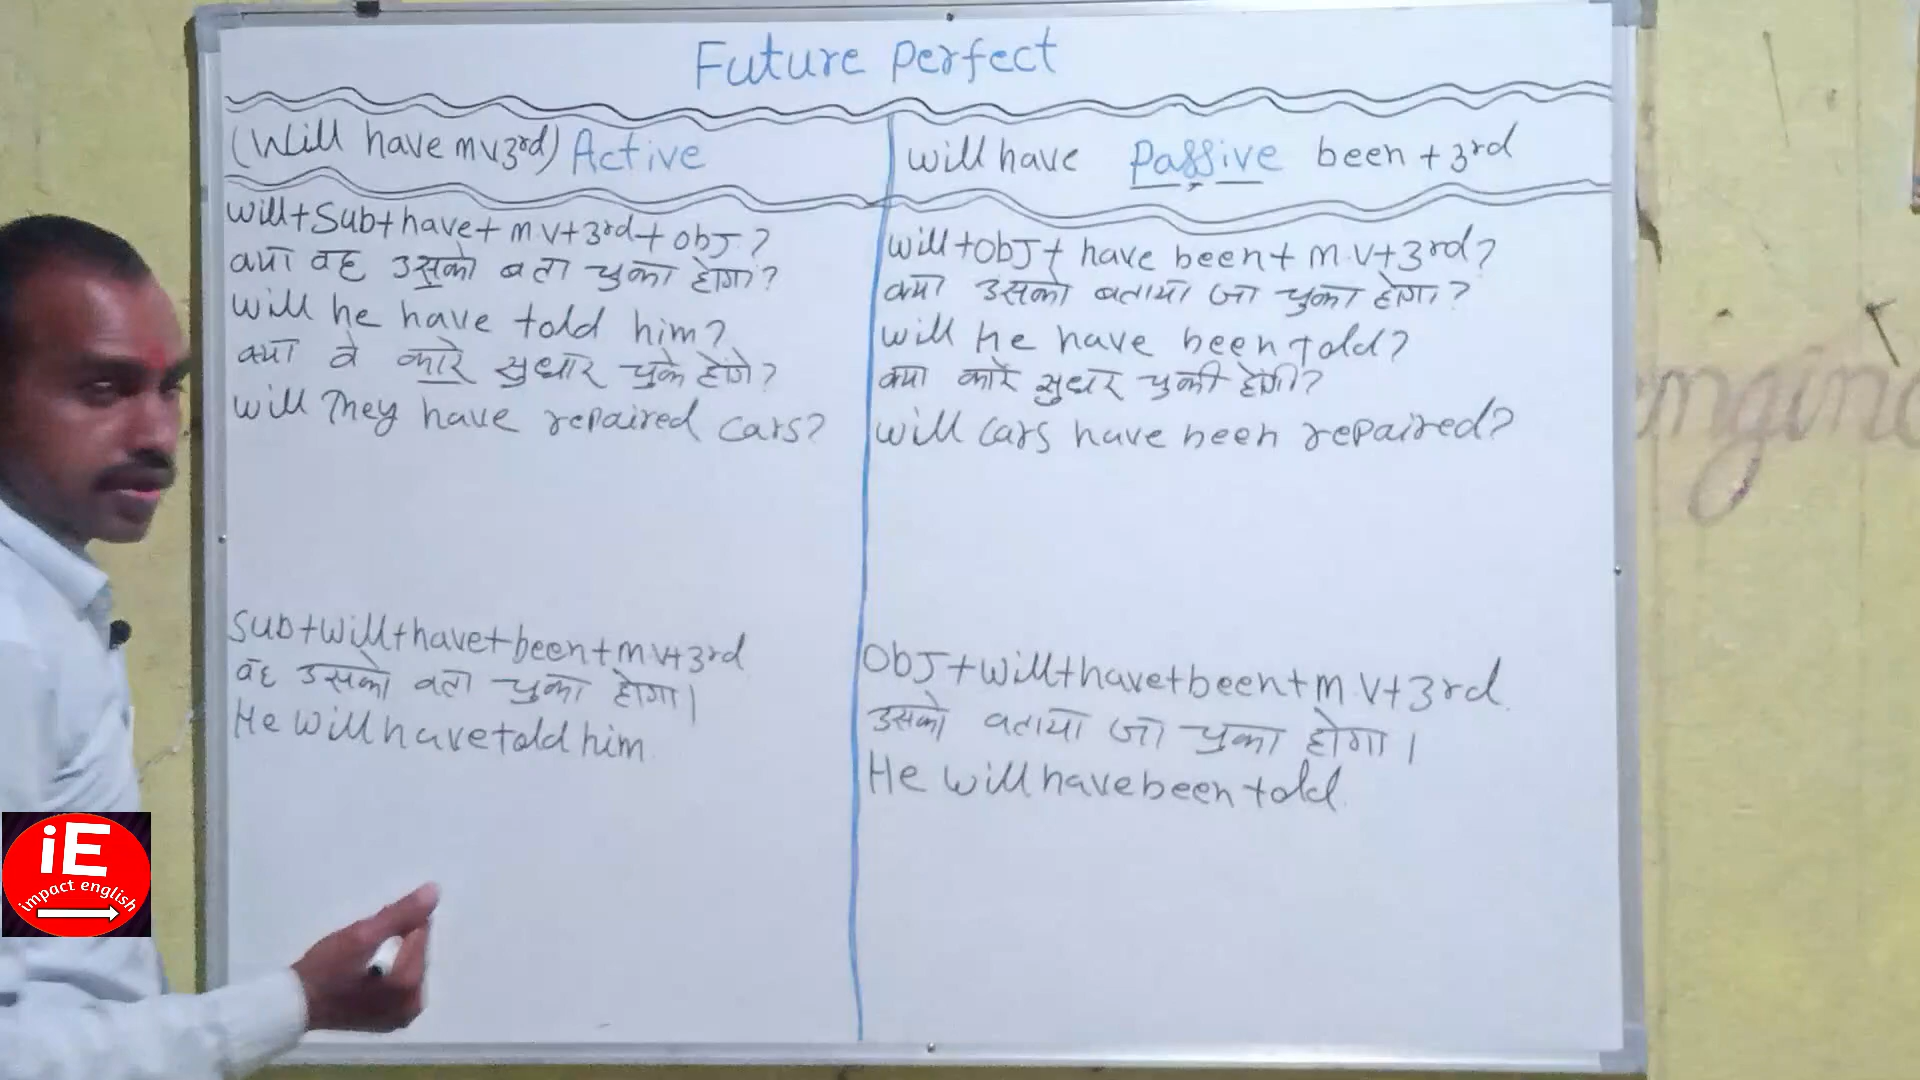 Future Perfect
(Will have mv3rd) Active
will+Sub+have+m.v+3rd+obj?
क्या वह उसको बता चुका होगा?
Will he have told him?
क्या वे कारे सुधार चुके होंगे?
Will They have repaired cars?
Sub+will+have+been+m.v+3rd
वह उसको बता चुका होगा।
He will have told him.
will have Passive been + 3rd
will+obj+ have been+ m.v+3rd?
क्या उसको बताया जा चुका होगा?
Will He have been told?
क्या कारें सुधार चुकी होंगी?
Will cars have been repaired?
Obj+will+have+been+m.v+3rd.
उसको बताया जा चुका होगा।
He will have been told.
iE
impact english